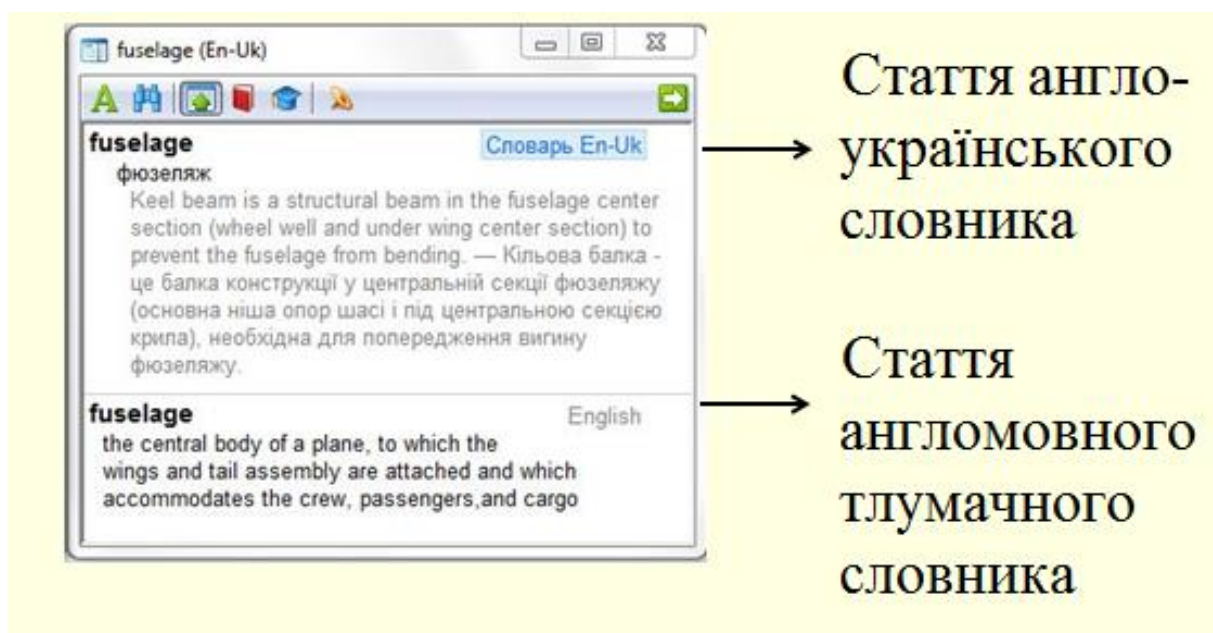 fuselage (En-Uk)
fuselage Словарь En-Uk
фюзеляж
Keel beam is a structural beam in the fuselage center
section (wheel well and under wing center section) to
prevent the fuselage from bending. — Кільова балка -
це балка конструкції у центральній секції фюзеляжу
(основна ніша опор шасі і під центральною секцією
крила), необхідна для попередження вигину
фюзеляжу.
fuselage English
the central body of a plane, to which the
wings and tail assembly are attached and which
accommodates the crew, passengers,and cargo
Стаття англо-
українського
словника
Стаття
англомовного
тлумачного
словника